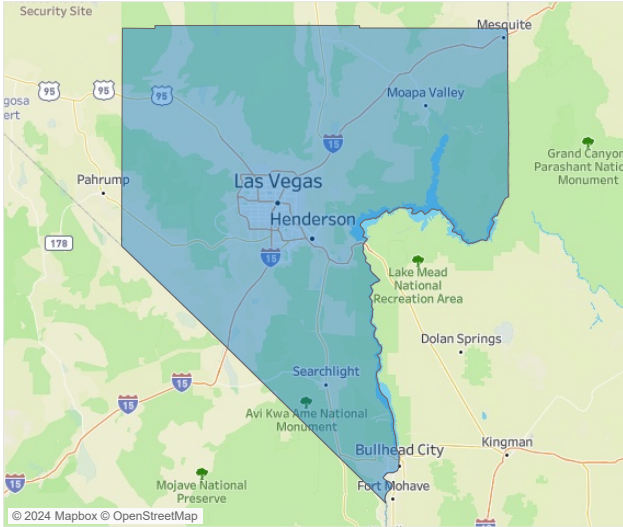 Security Site
Mesquite
95
95
95
Moapa Valley
gosa
ert
15
Grand Canyon
Parashant Natio
Monument
Pahrump
Las Vegas
Henderson
178
15
Lake Mead
National
Recreation Area
Dolan Springs
Searchlight
15
Avi Kwa Ame National
Monument
Bullhead City
Kingman
Mojave National
Preserve
Fort Mohave
15
© 2024 Mapbox © OpenStreetMap